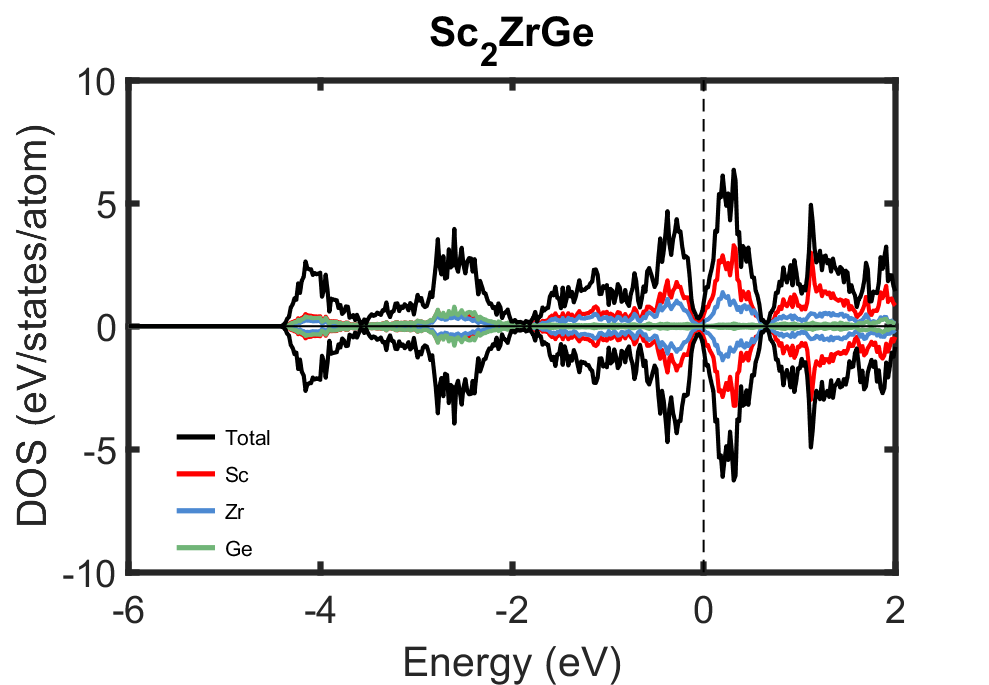 Sc2ZrGe
DOS (eV/states/atom)
10
5
0
-5
-10
Total
Sc
Zr
Ge
-6 -4 -2 0 2
Energy (eV)